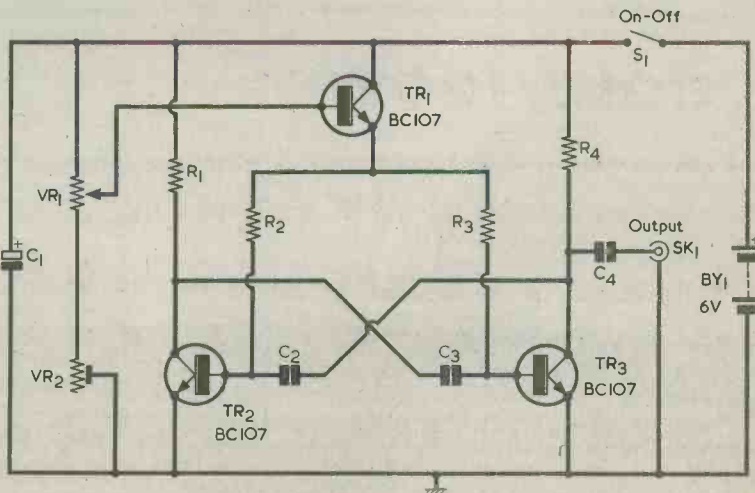 On-Off
S1
TR1
BC107
R4
R1
VR1
R2
R3
Output
SK1
C1
C4
BY1
6V
C2
C3
TR3
BC107
VR2
TR2
BC107